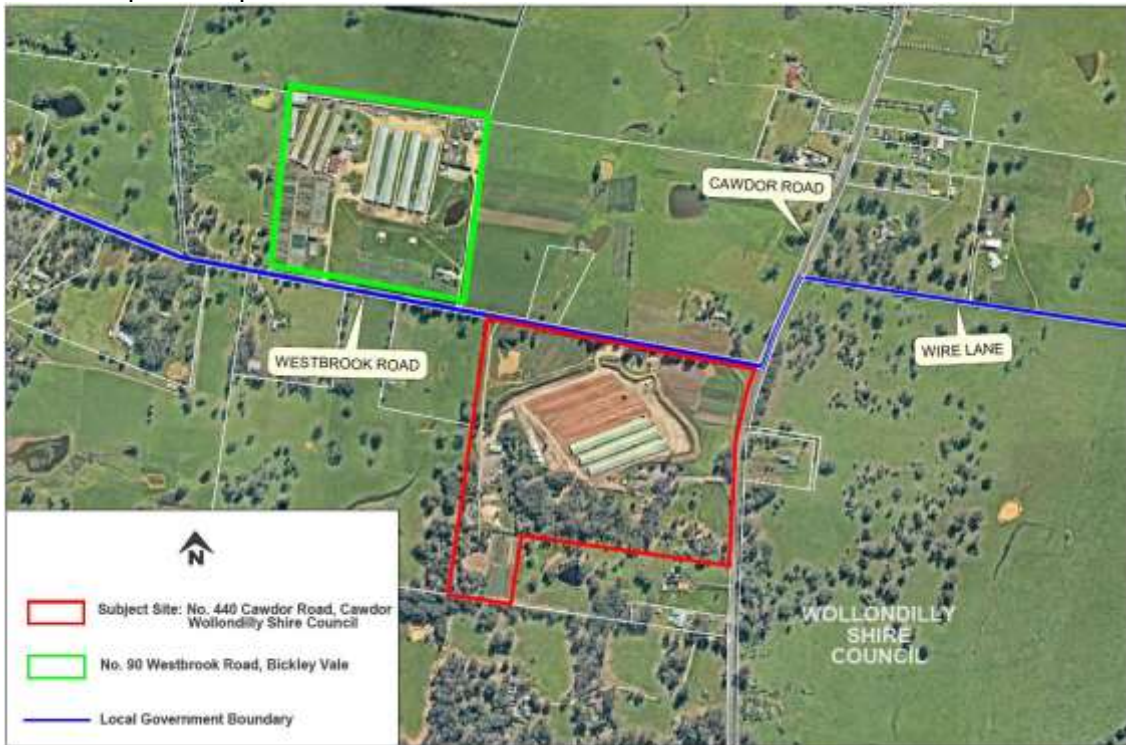 CAWDOR ROAD
WESTBROOK ROAD
WIRE LANE
WOLLONDILLY
SHIRE
COUNCIL
N
Subject Site: No. 440 Cawdor Road, Cawdor
Wollondilly Shire Council
No. 90 Westbrook Road, Bickley Vale
Local Government Boundary